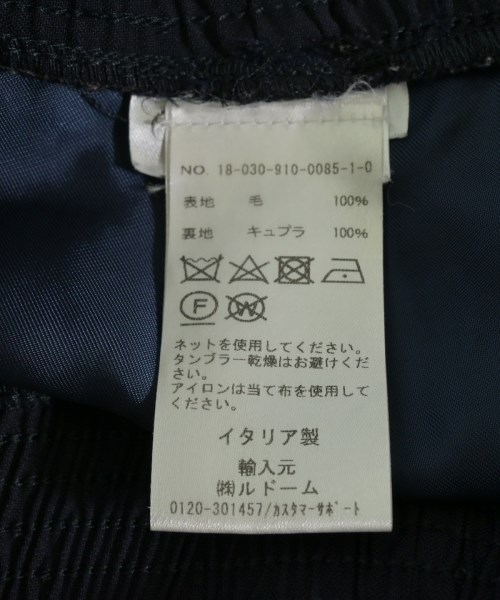 NO. 18-030-910-0085-1-0
表地 毛 100%
裏地 キュプラ 100%
F W
ネットを使用してください。
タンブラー乾燥はお避けくだ
さい。
アイロンは当て布を使用して
ください。
イタリア製
輸入元
㈱ルドーム
0120-301457/カスタマーサポート